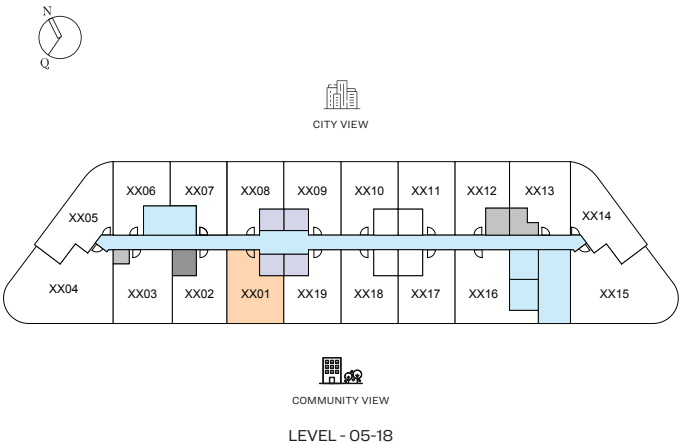 N
Q
CITY VIEW
XX06 XX07 XX08 XX09 XX10 XX11 XX12 XX13
XX05 XX14
XX04 XX03 XX02 XX01 XX19 XX18 XX17 XX16 XX15
COMMUNITY VIEW
LEVEL - 05-18